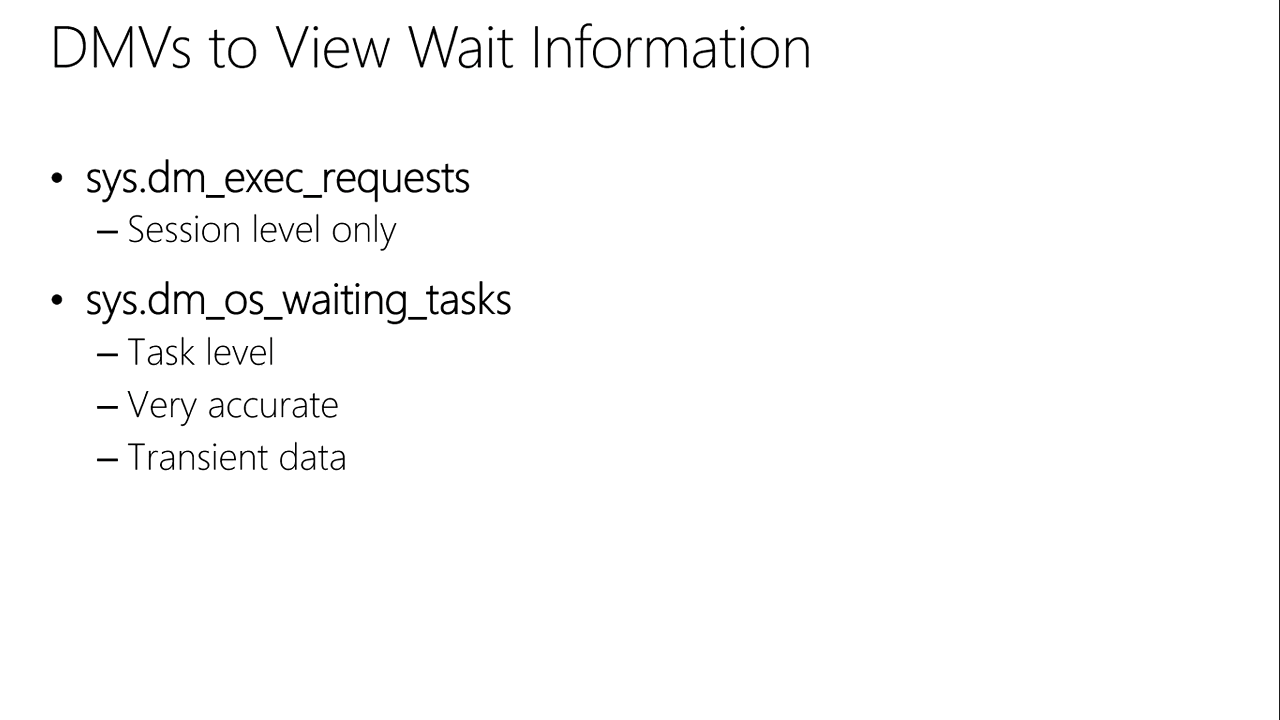 DMVs to View Wait Information
• sys.dm_exec_requests
– Session level only
• sys.dm_os_waiting_tasks
– Task level
– Very accurate
– Transient data